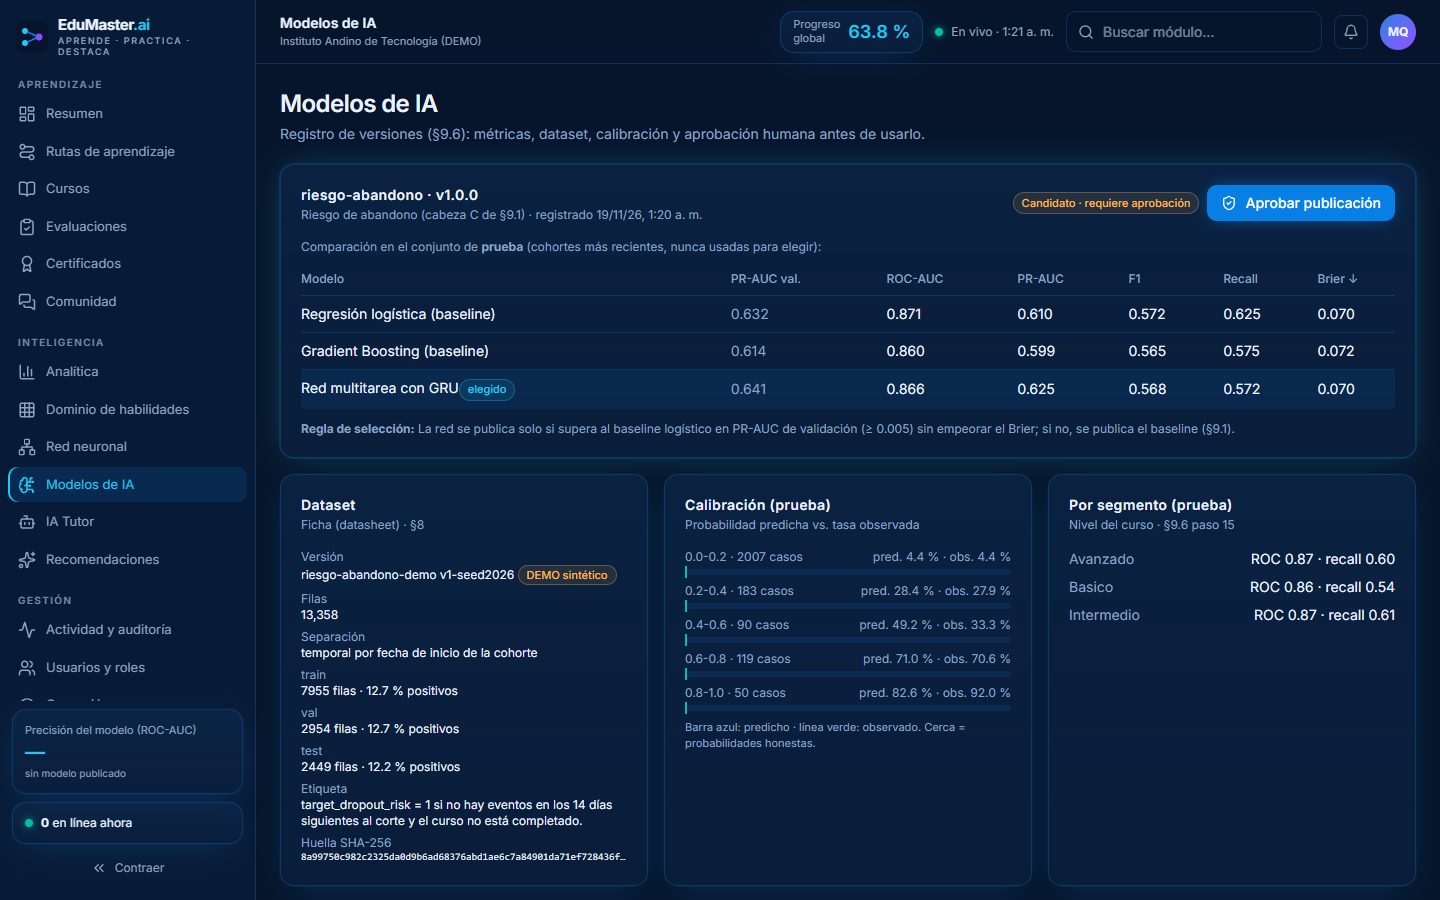 EduMaster.ai
APRENDE · PRACTICA ·
DESTACA
APRENDIZAJE
Resumen
Rutas de aprendizaje
Cursos
Evaluaciones
Certificados
Comunidad
INTELIGENCIA
Analítica
Dominio de habilidades
Red neuronal
Modelos de IA
IA Tutor
Recomendaciones
GESTIÓN
Actividad y auditoría
Usuarios y roles
Precisión del modelo (ROC-AUC)
—
sin modelo publicado
0 en línea ahora
Contraer
Modelos de IA
Instituto Andino de Tecnología (DEMO)
Progreso
global
63.8 %
En vivo · 1:21 a. m.
Buscar módulo...
MQ
Modelos de IA
Registro de versiones (§9.6): métricas, dataset, calibración y aprobación humana antes de usarlo.
riesgo-abandono · v1.0.0
Riesgo de abandono (cabeza C de §9.1) · registrado 19/11/26, 1:20 a. m.
Candidato · requiere aprobación
Aprobar publicación
Comparación en el conjunto de prueba (cohortes más recientes, nunca usadas para elegir):
Modelo PR-AUC val. ROC-AUC PR-AUC F1 Recall Brier ↓
Regresión logística (baseline) 0.632 0.871 0.610 0.572 0.625 0.070
Gradient Boosting (baseline) 0.614 0.860 0.599 0.565 0.575 0.072
Red multitarea con GRU elegido 0.641 0.866 0.625 0.568 0.572 0.070
Regla de selección: La red se publica solo si supera al baseline logístico en PR-AUC de validación (≥ 0.005) sin empeorar el Brier; si no, se publica el baseline (§9.1).
Dataset
Ficha (datasheet) · §8
Versión
riesgo-abandono-demo v1-seed2026 DEMO sintético
Filas
13,358
Separación
temporal por fecha de inicio de la cohorte
train
7955 filas · 12.7 % positivos
val
2954 filas · 12.7 % positivos
test
2449 filas · 12.2 % positivos
Etiqueta
target_dropout_risk = 1 si no hay eventos en los 14 días
siguientes al corte y el curso no está completado.
Huella SHA-256
8a99750c982c2325da0d9b6ad68376abd1ae6c7a84901da71ef728436f…
Calibración (prueba)
Probabilidad predicha vs. tasa observada
0.0-0.2 · 2007 casos pred. 4.4 % · obs. 4.4 %
0.2-0.4 · 183 casos pred. 28.4 % · obs. 27.9 %
0.4-0.6 · 90 casos pred. 49.2 % · obs. 33.3 %
0.6-0.8 · 119 casos pred. 71.0 % · obs. 70.6 %
0.8-1.0 · 50 casos pred. 82.6 % · obs. 92.0 %
Barra azul: predicho · línea verde: observado. Cerca =
probabilidades honestas.
Por segmento (prueba)
Nivel del curso · §9.6 paso 15
Avanzado ROC 0.87 · recall 0.60
Basico ROC 0.86 · recall 0.54
Intermedio ROC 0.87 · recall 0.61